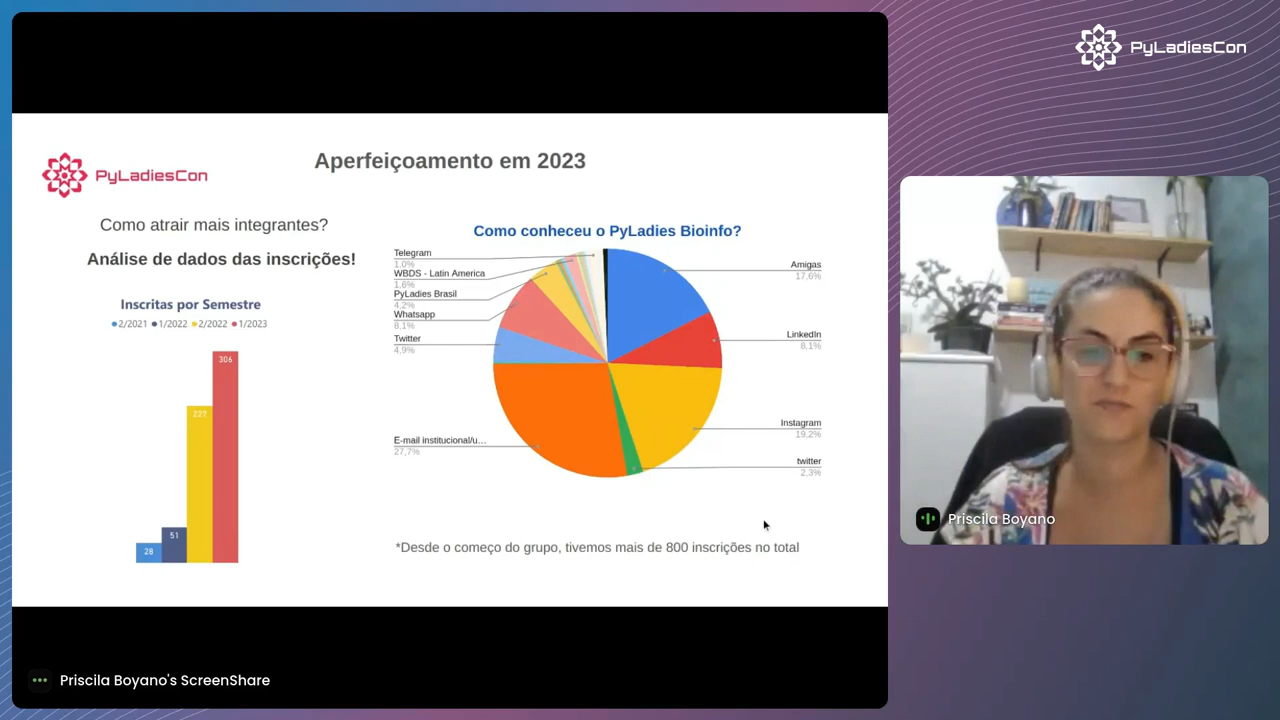 PyLadiesCon
PyLadiesCon
Aperfeiçoamento em 2023
Como atrair mais integrantes?
Análise de dados das inscrições!
Inscritas por Semestre
2/2021 1/2022 2/2022 1/2023
28
51
227
306
Como conheceu o PyLadies Bioinfo?
Telegram
1,0%
WBDS - Latin America
1,6%
PyLadies Brasil
4,2%
Whatsapp
8,1%
Twitter
4,9%
E-mail institucional/u...
27,7%
Amigas
17,6%
LinkedIn
8,1%
Instagram
19,2%
twitter
2,3%
*Desde o começo do grupo, tivemos mais de 800 inscrições no total
Priscila Boyano
Priscila Boyano's ScreenShare